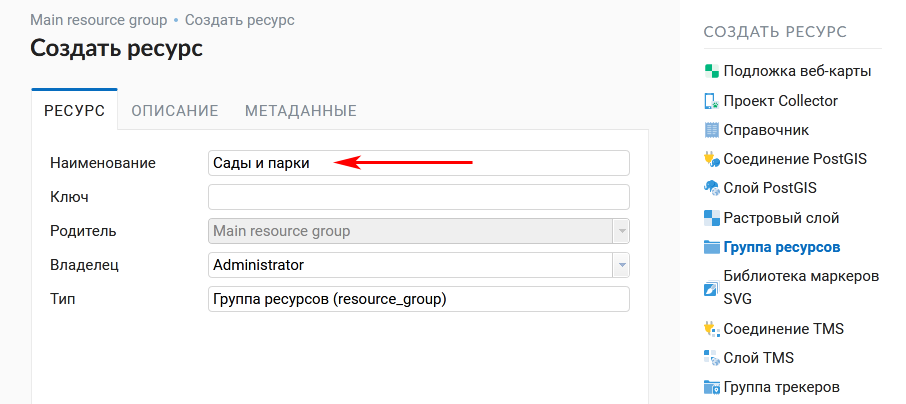 Main resource group • Создать ресурс
Создать ресурс
РЕСУРС ОПИСАНИЕ МЕТАДАННЫЕ
Наименование Сады и парки
Ключ
Родитель Main resource group
Владелец Administrator
Тип Группа ресурсов (resource_group)
СОЗДАТЬ РЕСУРС
Подложка веб-карты
Проект Collector
Справочник
Соединение PostGIS
Слой PostGIS
Растровый слой
Группа ресурсов
Библиотека маркеров
SVG
Соединение TMS
Слой TMS
Группа трекеров